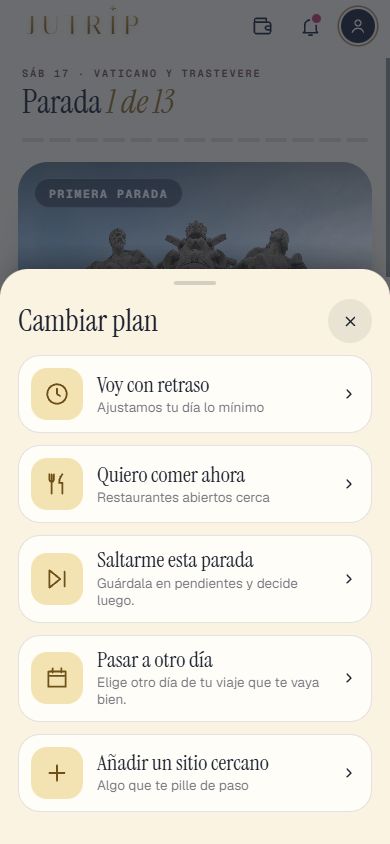 JUTRIP
SÁB 17 · VATICANO Y TRASTEVERE
Parada 1 de 13
PRIMERA PARADA
Cambiar plan
Voy con retraso
Ajustamos tu día lo mínimo
Quiero comer ahora
Restaurantes abiertos cerca
Saltarme esta parada
Guárdala en pendientes y decide
luego.
Pasar a otro día
Elige otro día de tu viaje que te vaya
bien.
Añadir un sitio cercano
Algo que te pille de paso